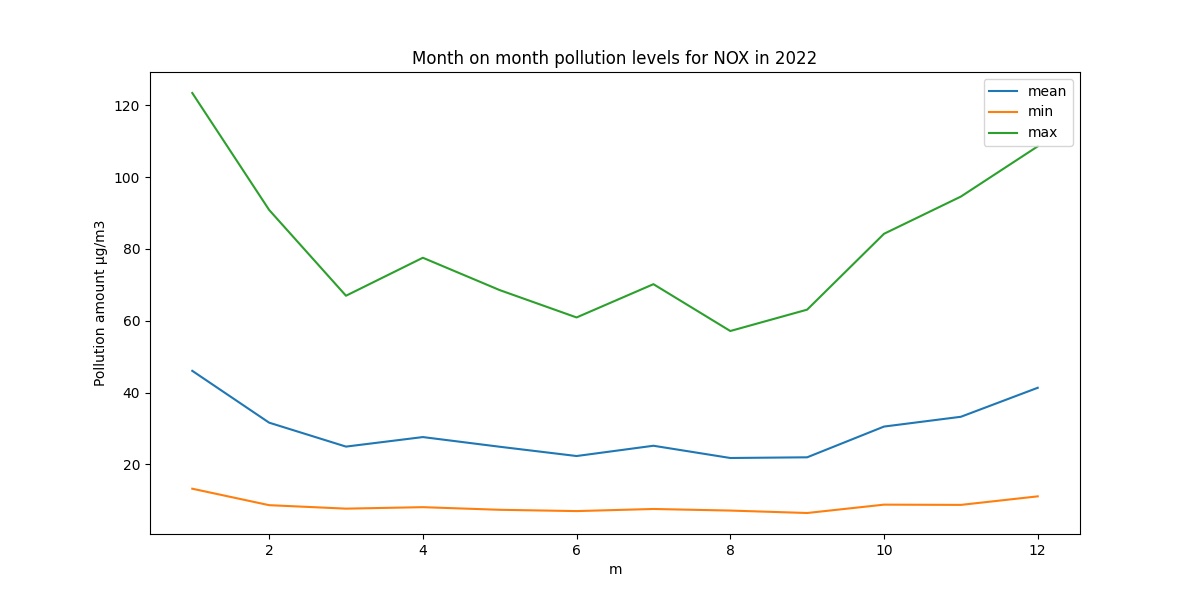 Month on month pollution levels for NOX in 2022
mean
min
max
120
100
80
60
40
20
Pollution amount µg/m3
2 4 6 8 10 12
m